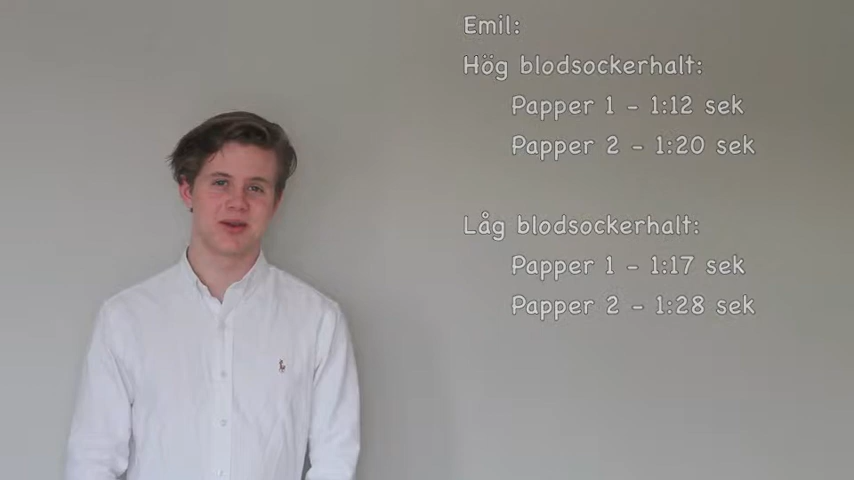 Emil:
Hög blodsockerhalt:
Papper 1 - 1:12 sek
Papper 2 - 1:20 sek
Låg blodsockerhalt:
Papper 1 - 1:17 sek
Papper 2 - 1:28 sek